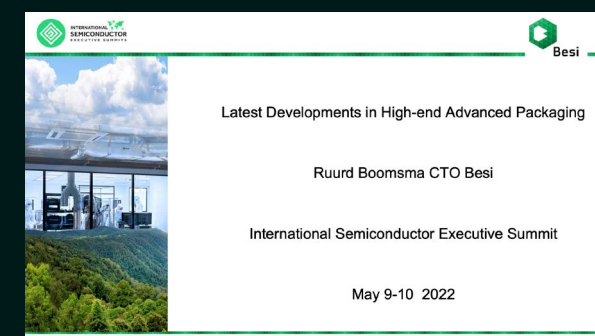 INTERNATIONAL
SEMICONDUCTOR
EXECUTIVE SUMMITS
Besi
Latest Developments in High-end Advanced Packaging
Ruurd Boomsma CTO Besi
International Semiconductor Executive Summit
May 9-10 2022